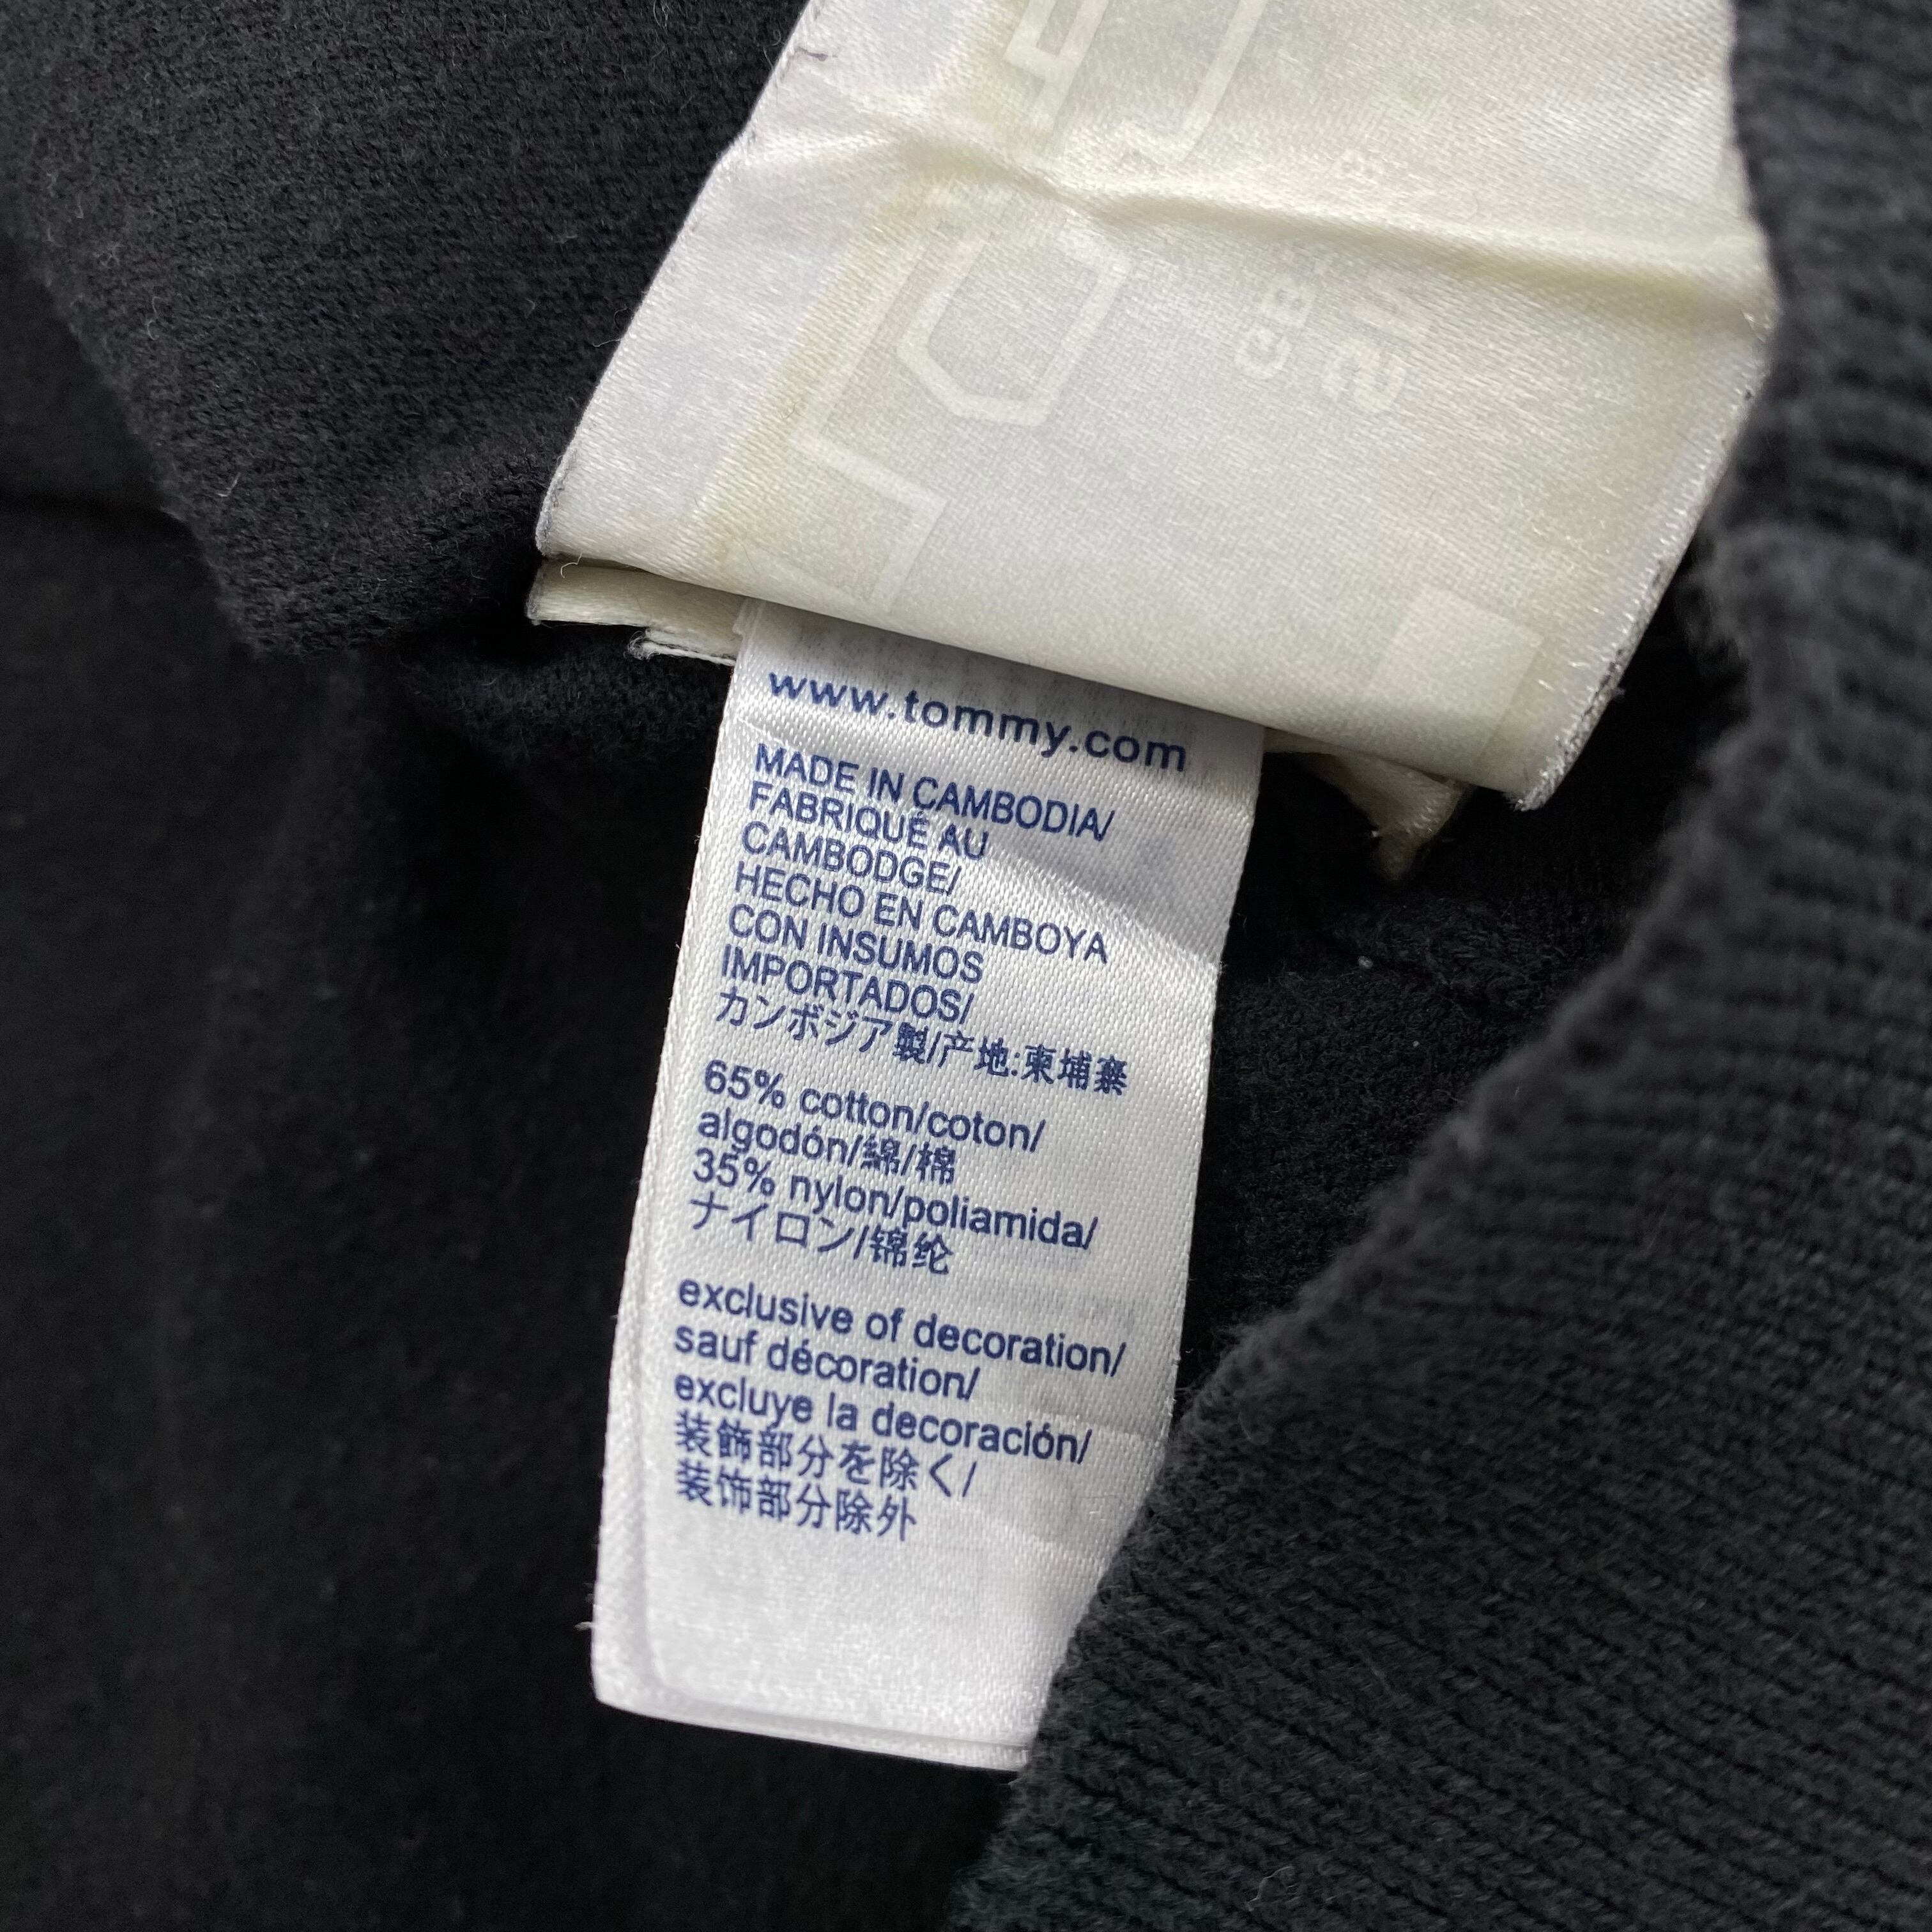 www.tommy.com
MADE IN CAMBODIA/
FABRIQUÉ AU
CAMBODGE/
HECHO EN CAMBOYA
CON INSUMOS
IMPORTADOS/
カンボジア製/产地:柬埔寨
65% cotton/coton/
algodón/綿/棉
35% nylon/poliamida/
ナイロン/锦纶
exclusive of decoration/
sauf décoration/
excluye la decoración/
装飾部分を除く/
装饰部分除外